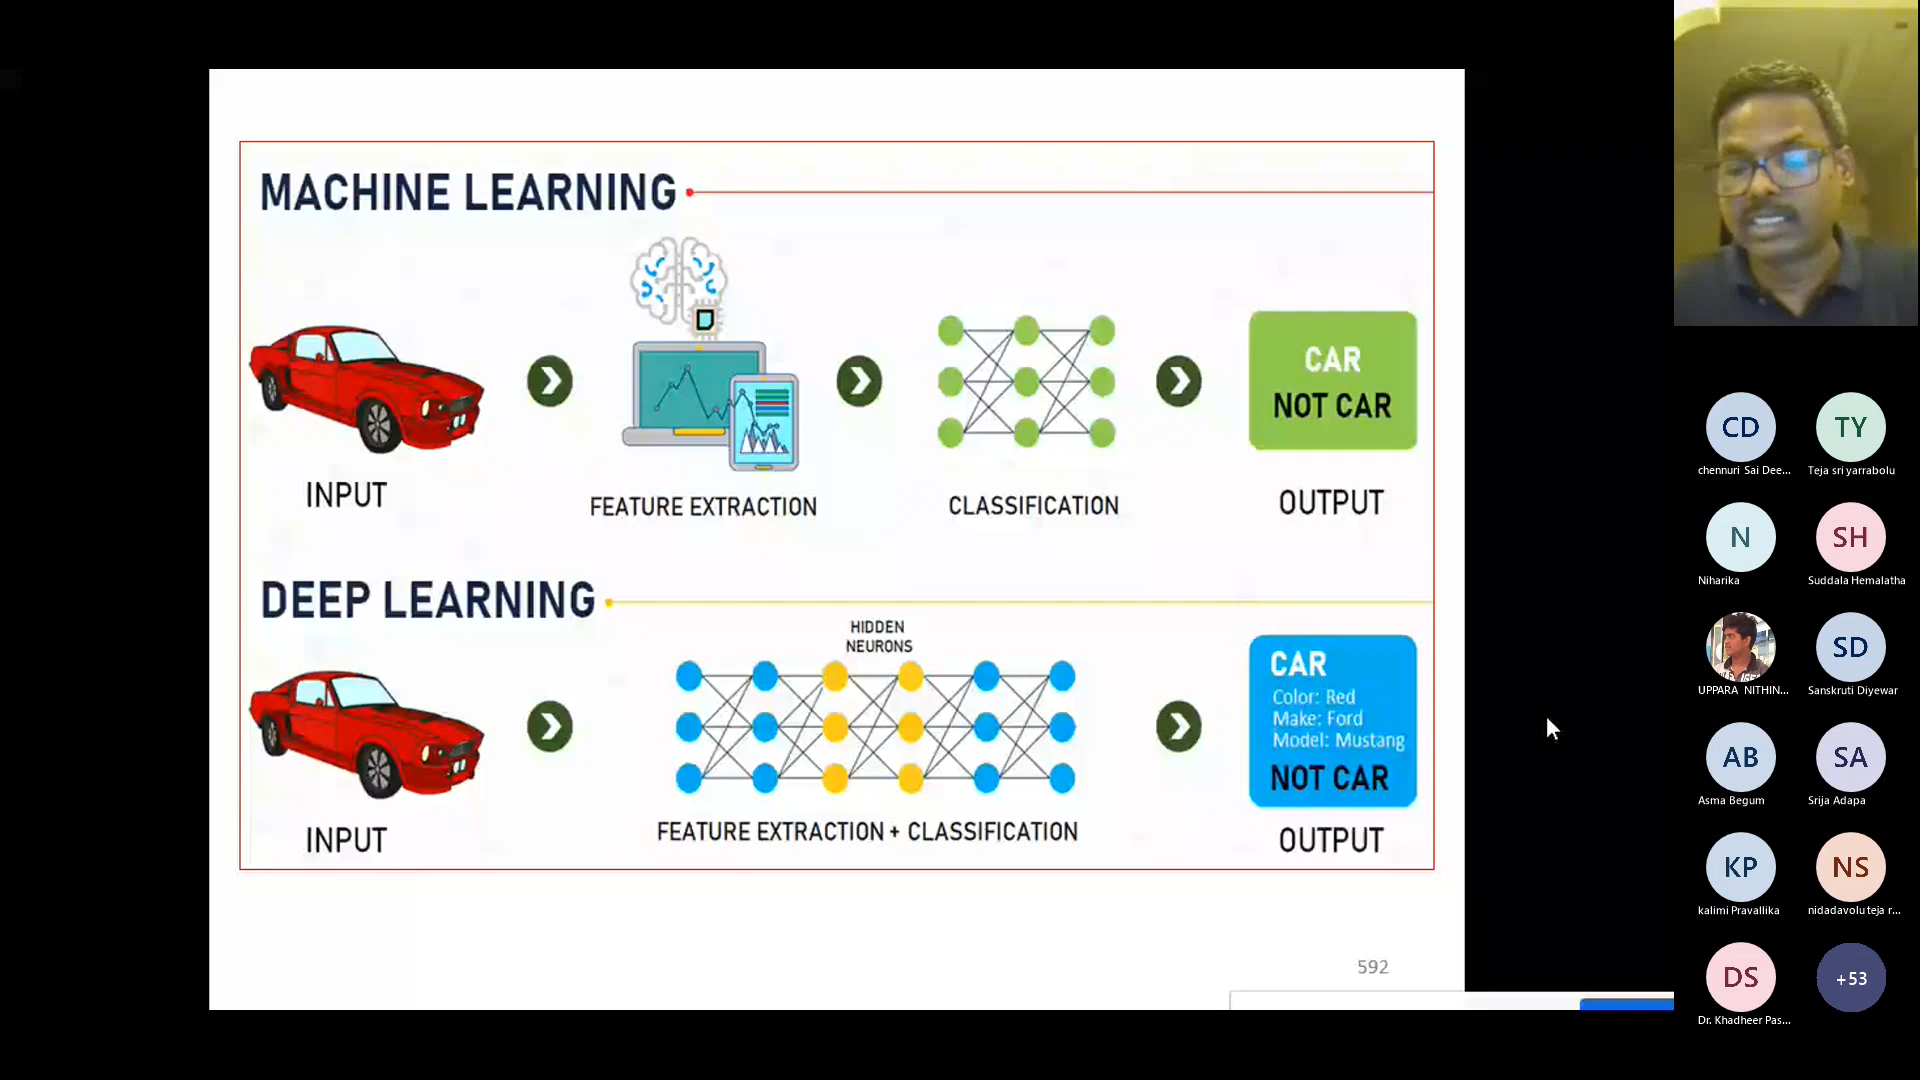 MACHINE LEARNING
INPUT
FEATURE EXTRACTION
CLASSIFICATION
CAR
NOT CAR
OUTPUT
DEEP LEARNING
HIDDEN
NEURONS
INPUT
FEATURE EXTRACTION + CLASSIFICATION
CAR
Color: Red
Make: Ford
Model: Mustang
NOT CAR
OUTPUT
592
CD
chennuri Sai Dee...
TY
Teja sri yarrabolu
N
Niharika
SH
Suddala Hemalatha
UPPARA NITHIN...
SD
Sanskruti Diyewar
AB
Asma Begum
SA
Srija Adapa
KP
kalimi Pravallika
NS
nidadavolu teja r...
DS
Dr. Khadheer Pas...
+53